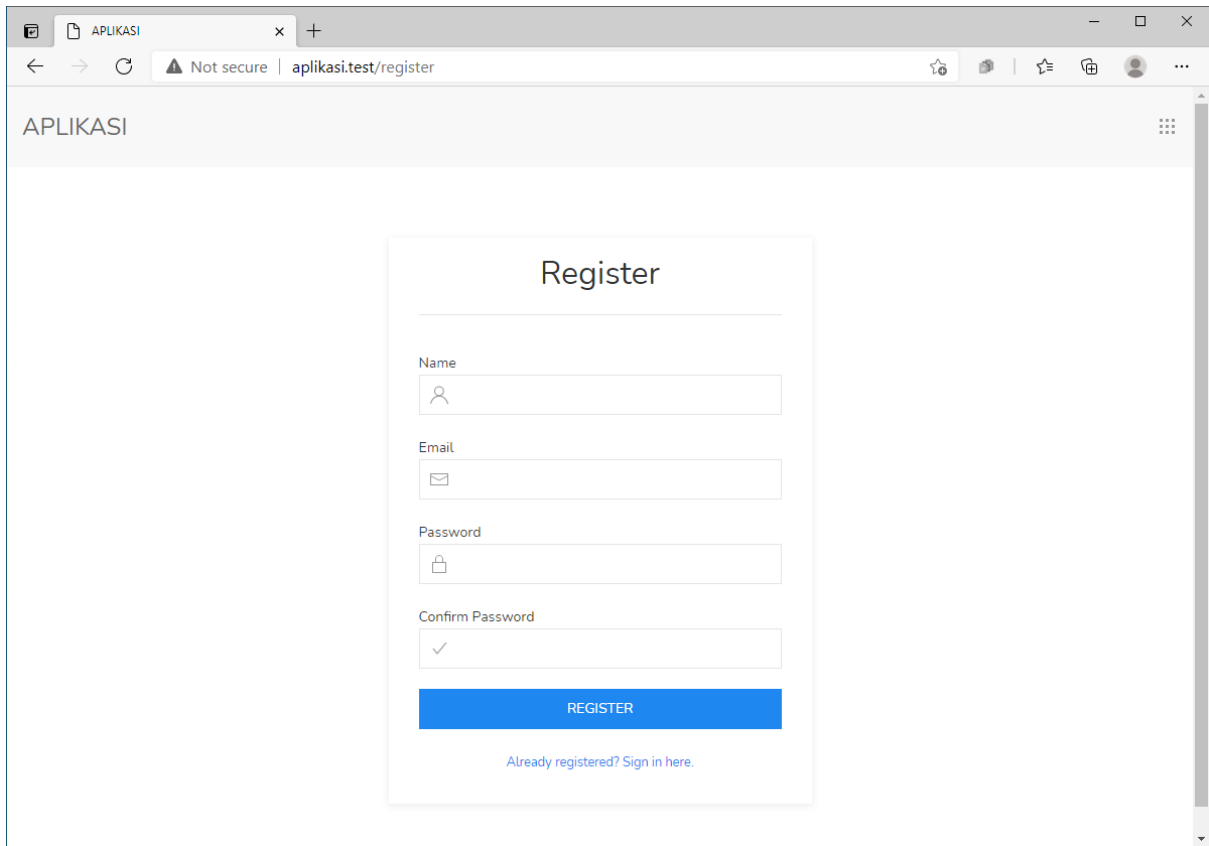 APLIKASI
Not secure | aplikasi.test/register
APLIKASI
Register
Name
Email
Password
Confirm Password
REGISTER
Already registered? Sign in here.